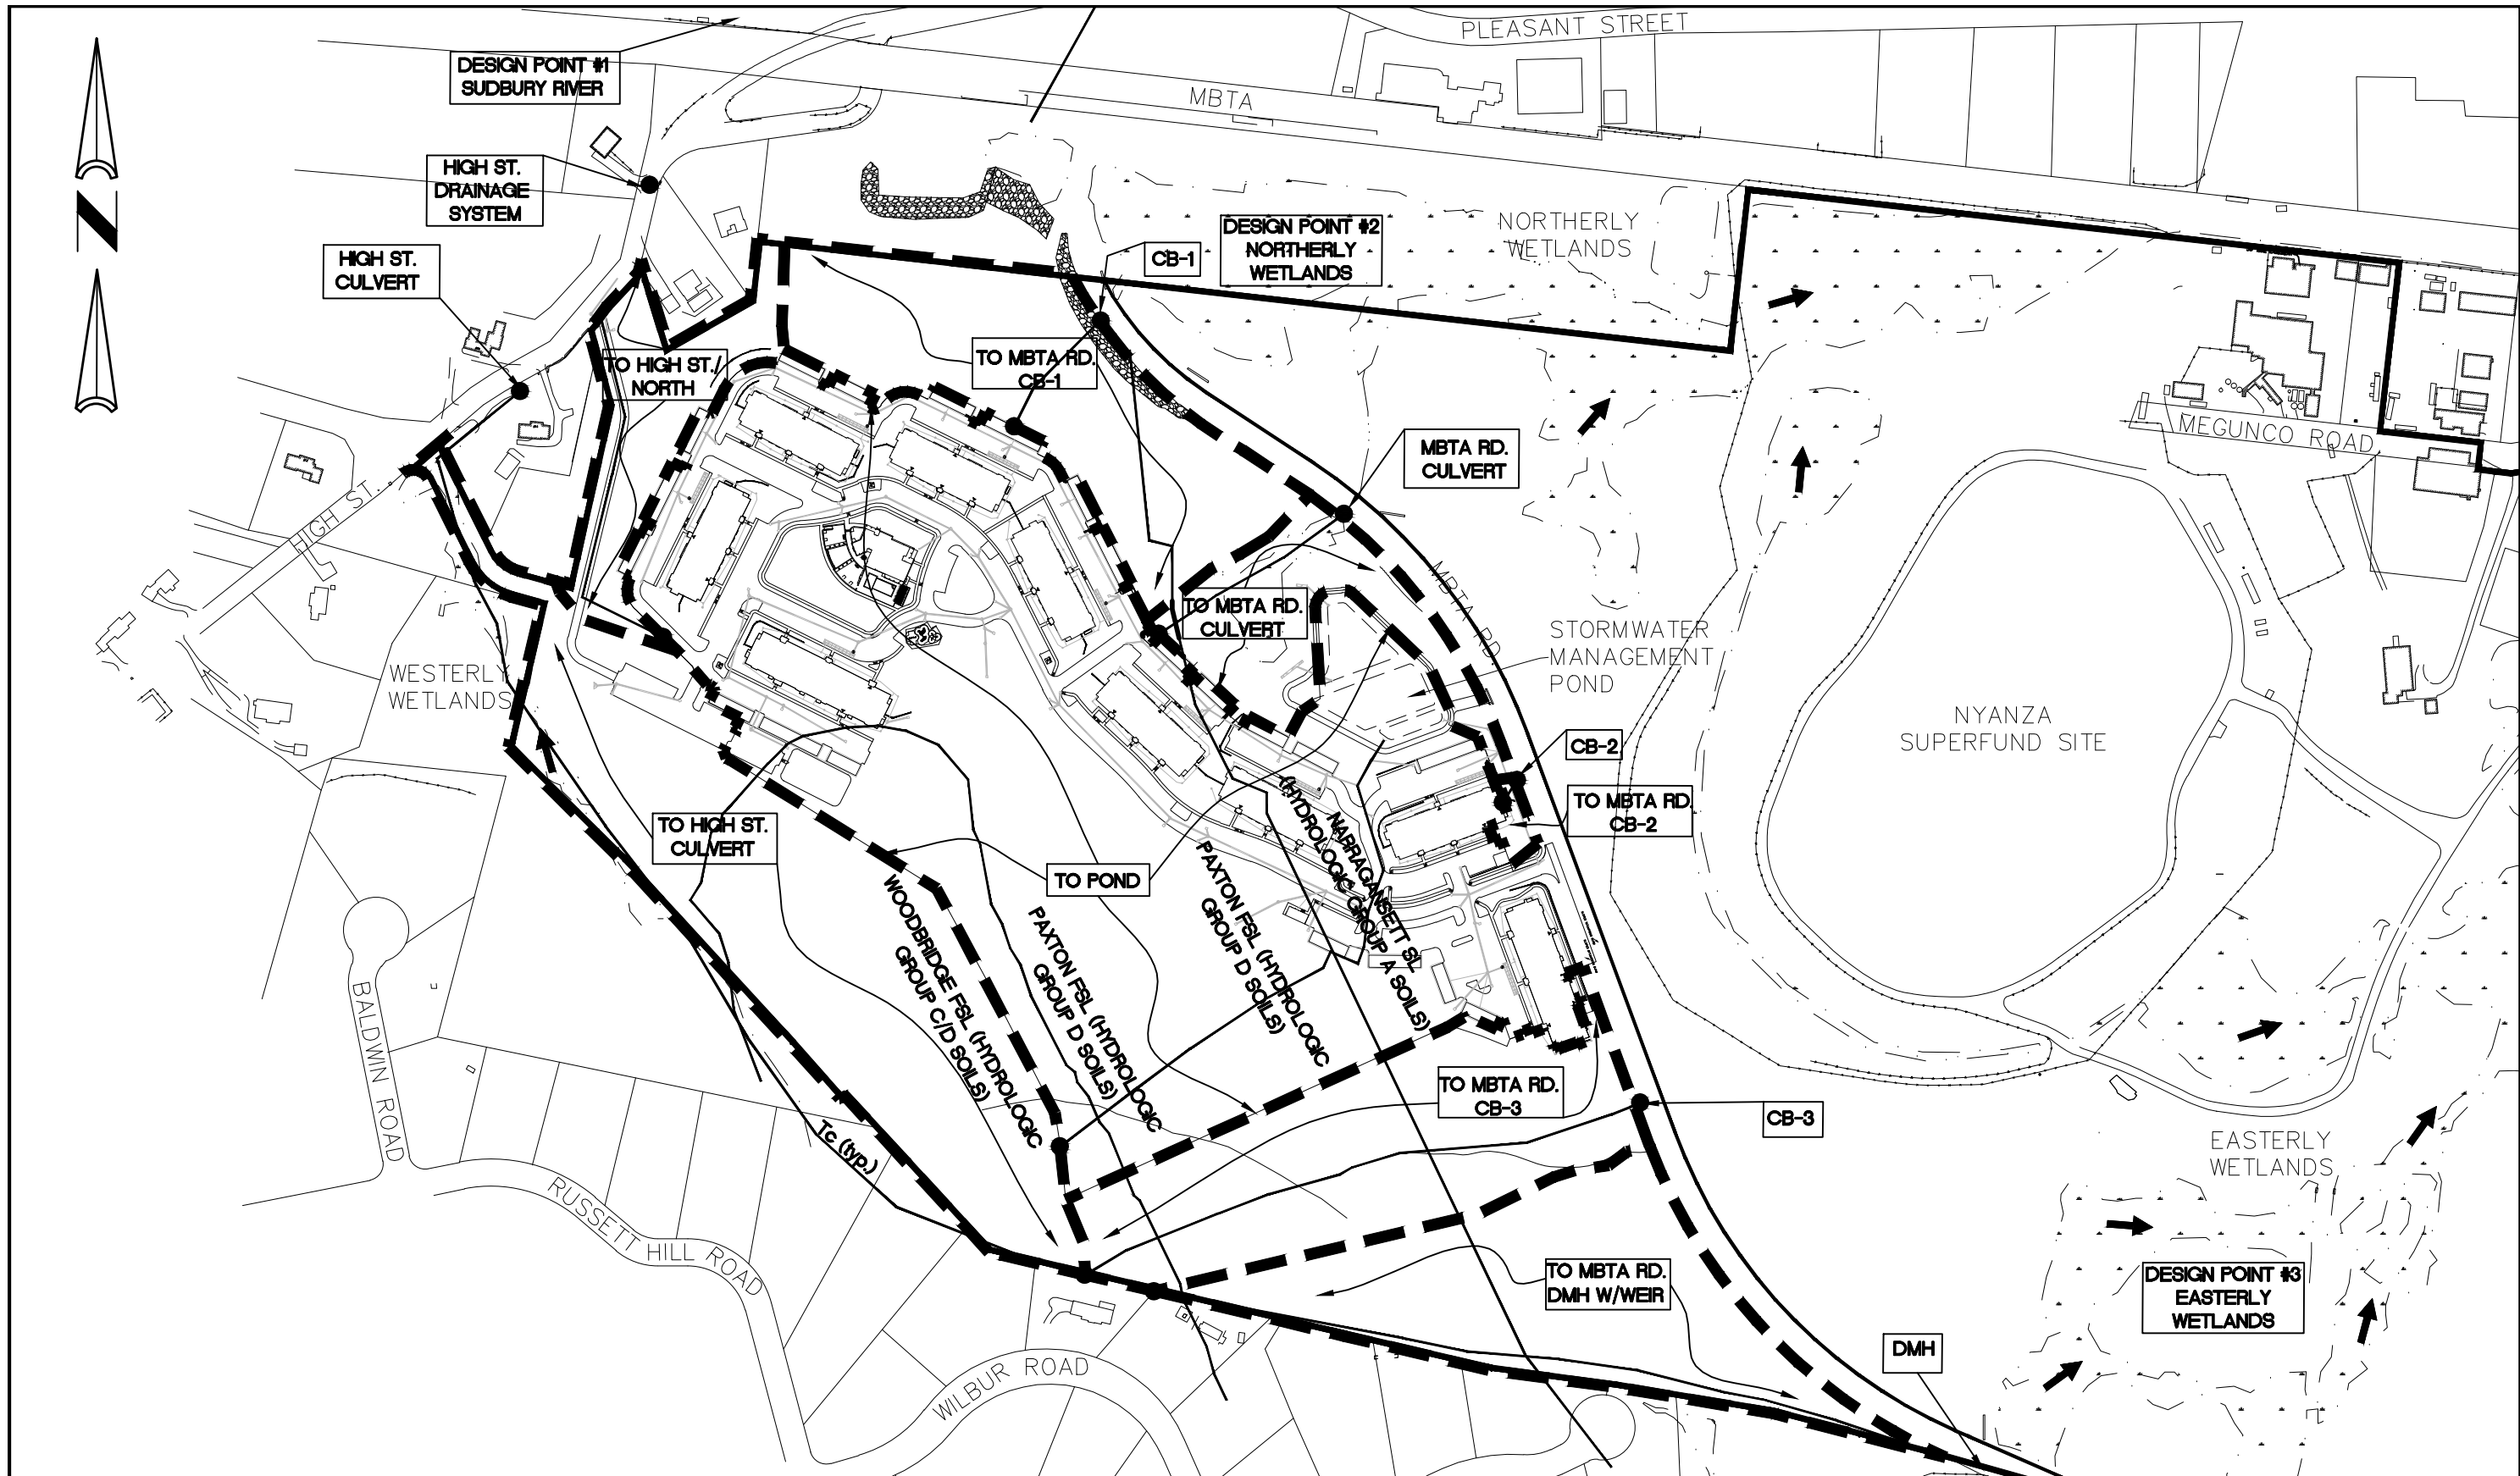 PLEASANT STREET
DESIGN POINT #1
SUDBURY RIVER
MBTA
HIGH ST.
DRAINAGE
SYSTEM
N
DESIGN POINT #2
NORTHERLY
WETLANDS
NORTHERLY
WETLANDS
CB-1
HIGH ST.
CULVERT
TO HIGH ST./
NORTH
TO MBTA RD.
CB-1
MEGUNCO ROAD
MBTA RD.
CULVERT
HIGH ST.
MBTA RD.
TO MBTA RD.
CULVERT
STORMWATER
MANAGEMENT
POND
WESTERLY
WETLANDS
NYANZA
SUPERFUND SITE
CB-2
TO MBTA RD.
CB-2
TO HIGH ST.
CULVERT
TO POND
NARRAGANSETT SL
(HYDROLOGIC GROUP A SOILS)
PAXTON FSL (HYDROLOGIC
GROUP D SOILS)
PAXTON FSL (HYDROLOGIC
GROUP D SOILS)
WOODBRIDGE FSL (HYDROLOGIC
GROUP C/D SOILS)
BALDWIN ROAD
TO MBTA RD.
CB-3
CB-3
Tc (typ.)
EASTERLY
WETLANDS
RUSSETT HILL ROAD
TO MBTA RD.
DMH W/WEIR
DESIGN POINT #3
EASTERLY
WETLANDS
DMH
WILBUR ROAD